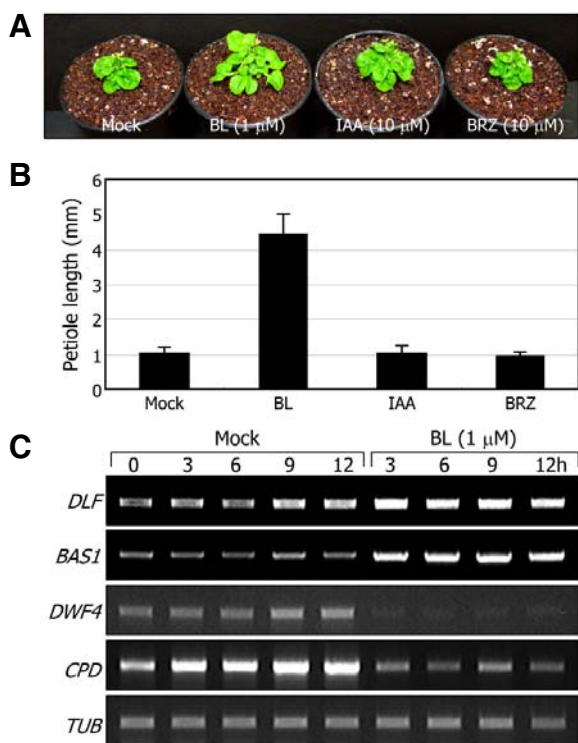 A
Mock BL (1 μM) IAA (10 μM) BRZ (10 μM)
B
Petiole length (mm)
6
5
4
3
2
1
0
Mock BL IAA BRZ
C
Mock BL (1 μM)
0 3 6 9 12 3 6 9 12h
DLF
BAS1
DWF4
CPD
TUB